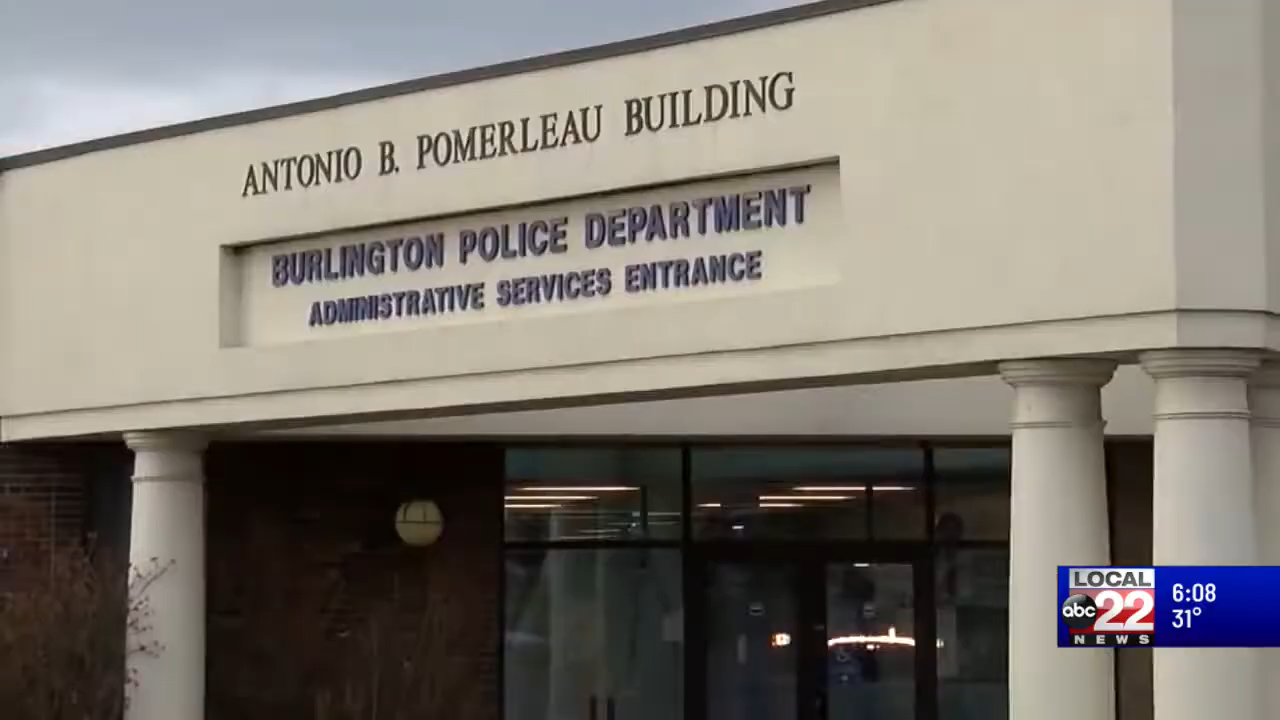 ANTONIO B. POMERLEAU BUILDING
BURLINGTON POLICE DEPARTMENT
ADMINISTRATIVE SERVICES ENTRANCE
LOCAL
abc 22
NEWS
6:08
31°